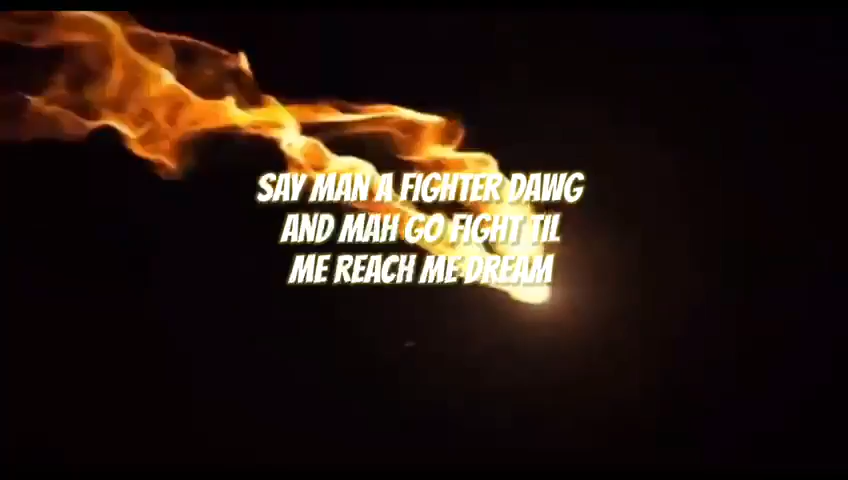 SAY MAN A FIGHTER DAWG
AND MAH GO FIGHT TIL
ME REACH ME DREAM